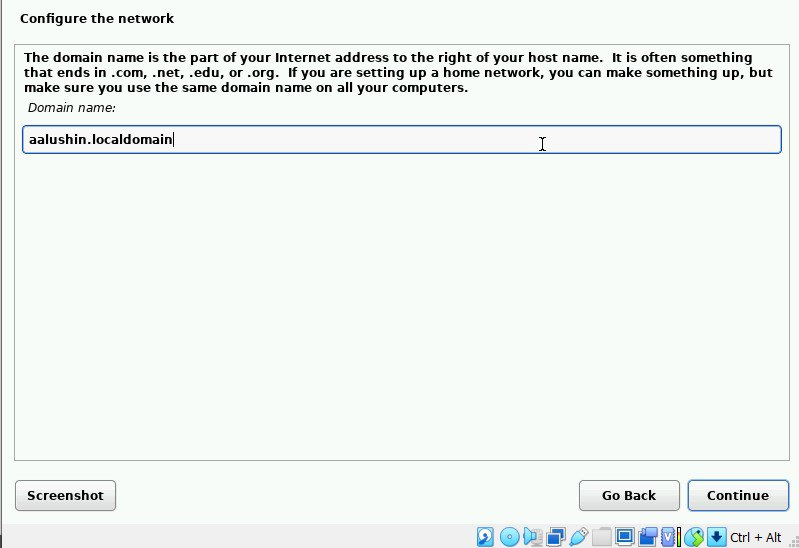 Configure the network
The domain name is the part of your Internet address to the right of your host name.  It is often something
that ends in .com, .net, .edu, or .org.  If you are setting up a home network, you can make something up, but
make sure you use the same domain name on all your computers.
Domain name:
aalushin.localdomain
Screenshot
Go Back
Continue
Ctrl + Alt